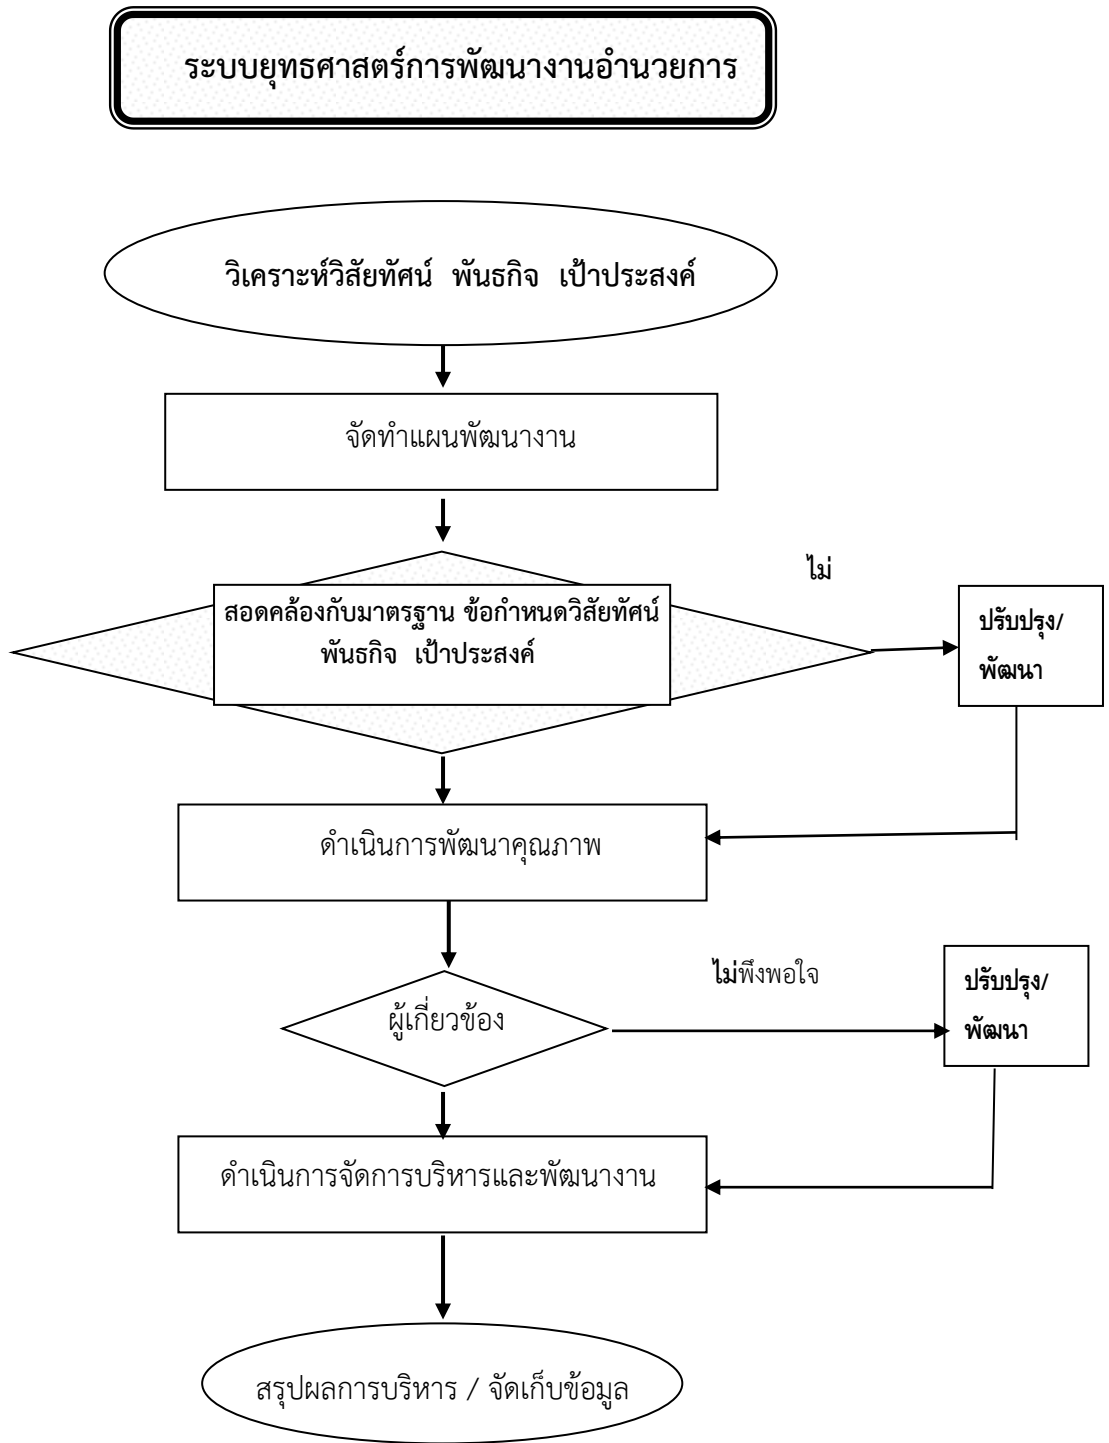 ระบบยุทธศาสตร์การพัฒนางานอำนวยการ
วิเคราะห์วิสัยทัศน์ พันธกิจ เป้าประสงค์
จัดทำแผนพัฒนางาน
ไม่
สอดคล้องกับมาตรฐาน ข้อกำหนดวิสัยทัศน์
พันธกิจ เป้าประสงค์
ปรับปรุง/
พัฒนา
ดำเนินการพัฒนาคุณภาพ
ไม่พึงพอใจ
ผู้เกี่ยวข้อง
ปรับปรุง/
พัฒนา
ดำเนินการจัดการบริหารและพัฒนางาน
สรุปผลการบริหาร / จัดเก็บข้อมูล